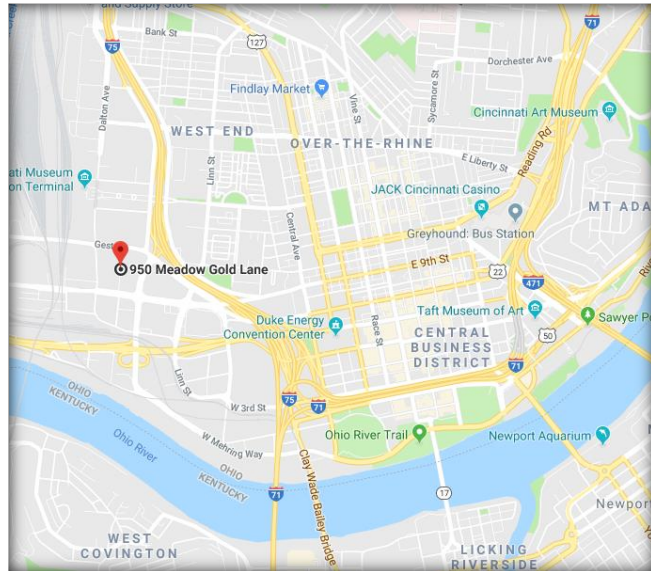 and Supply Store
75
Bank St
127
71
Dorchester Ave
Findlay Market
Vine St
Sycamore St
Dalton Ave
Cincinnati Art Museum
WEST END
OVER-THE-RHINE
Reading Rd
Linn St
E Liberty St
ati Museum
on Terminal
JACK Cincinnati Casino
MT ADA
Central Ave
Greyhound: Bus Station
Gest
950 Meadow Gold Lane
E 9th St
22
471
Taft Museum of Art
Sawyer Po
Duke Energy
Convention Center
Race St
CENTRAL
BUSINESS
DISTRICT
50
71
Linn St
OHIO
KENTUCKY
75
W 3rd St
71
Ohio River
W Mehring Way
Ohio River Trail
Newport Aquarium
OHIO
KENTUCKY
71
Clay Wade Bailey Bridge
17
Newport
WEST
COVINGTON
LICKING
RIVERSIDE